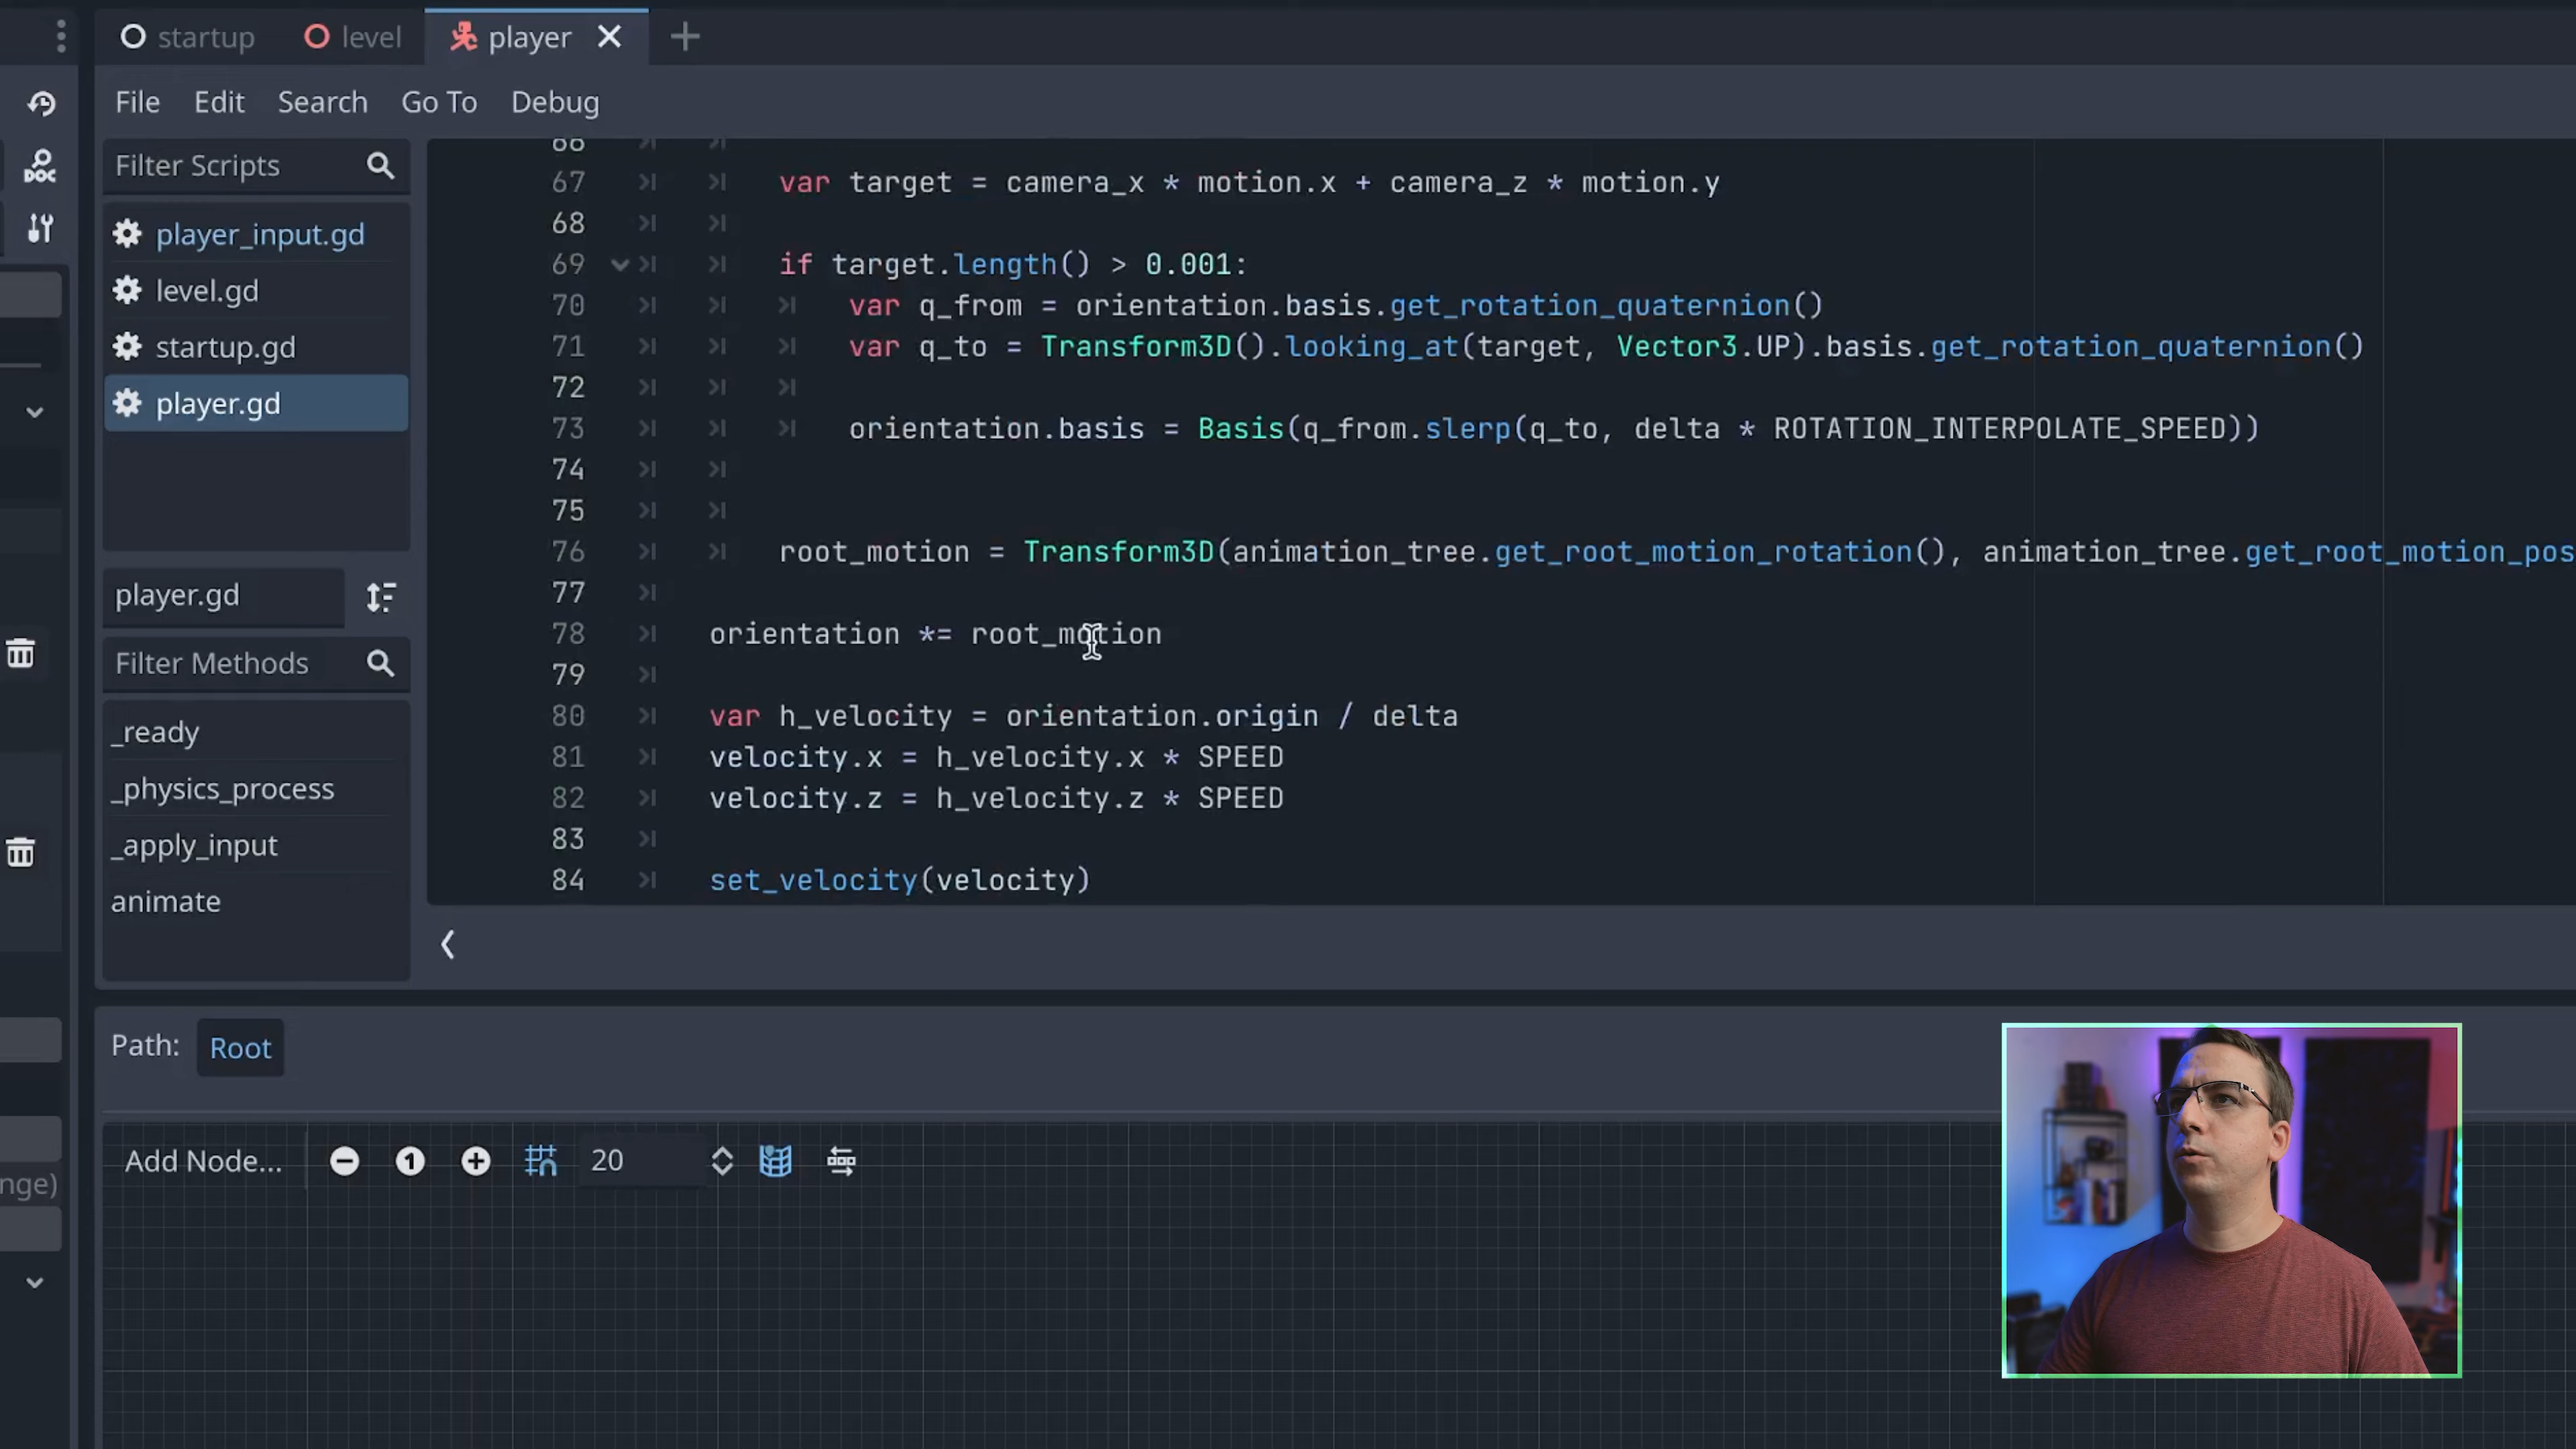 startup level player
File Edit Search Go To Debug
Filter Scripts
player_input.gd
level.gd
startup.gd
player.gd
player.gd
Filter Methods
_ready
_physics_process
_apply_input
animate
67 var target = camera_x * motion.x + camera_z * motion.y
68
69 if target.length() > 0.001:
70 var q_from = orientation.basis.get_rotation_quaternion()
71 var q_to = Transform3D().looking_at(target, Vector3.UP).basis.get_rotation_quaternion()
72
73 orientation.basis = Basis(q_from.slerp(q_to, delta * ROTATION_INTERPOLATE_SPEED))
74
75
76 root_motion = Transform3D(animation_tree.get_root_motion_rotation(), animation_tree.get_root_motion_pos
77
78 orientation *= root_motion
79
80 var h_velocity = orientation.origin / delta
81 velocity.x = h_velocity.x * SPEED
82 velocity.z = h_velocity.z * SPEED
83
84 set_velocity(velocity)
Path: Root
Add Node... 20
nge)
DOC